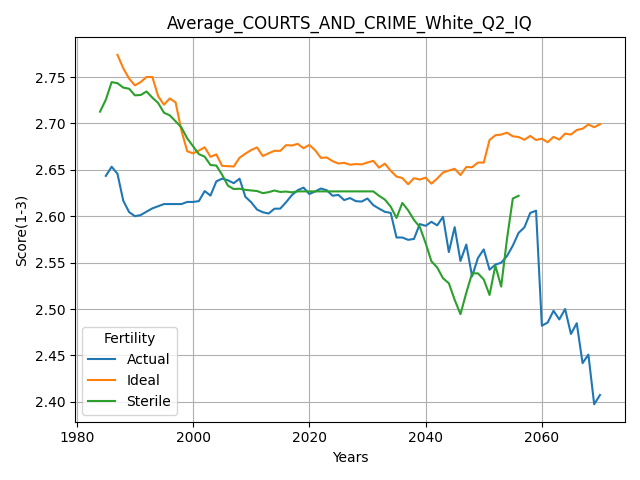 Average_COURTS_AND_CRIME_White_Q2_IQ
Score(1-3)
2.75
2.70
2.65
2.60
2.55
2.50
2.45
2.40
Fertility
Actual
Ideal
Sterile
1980
2000
2020
2040
2060
Years